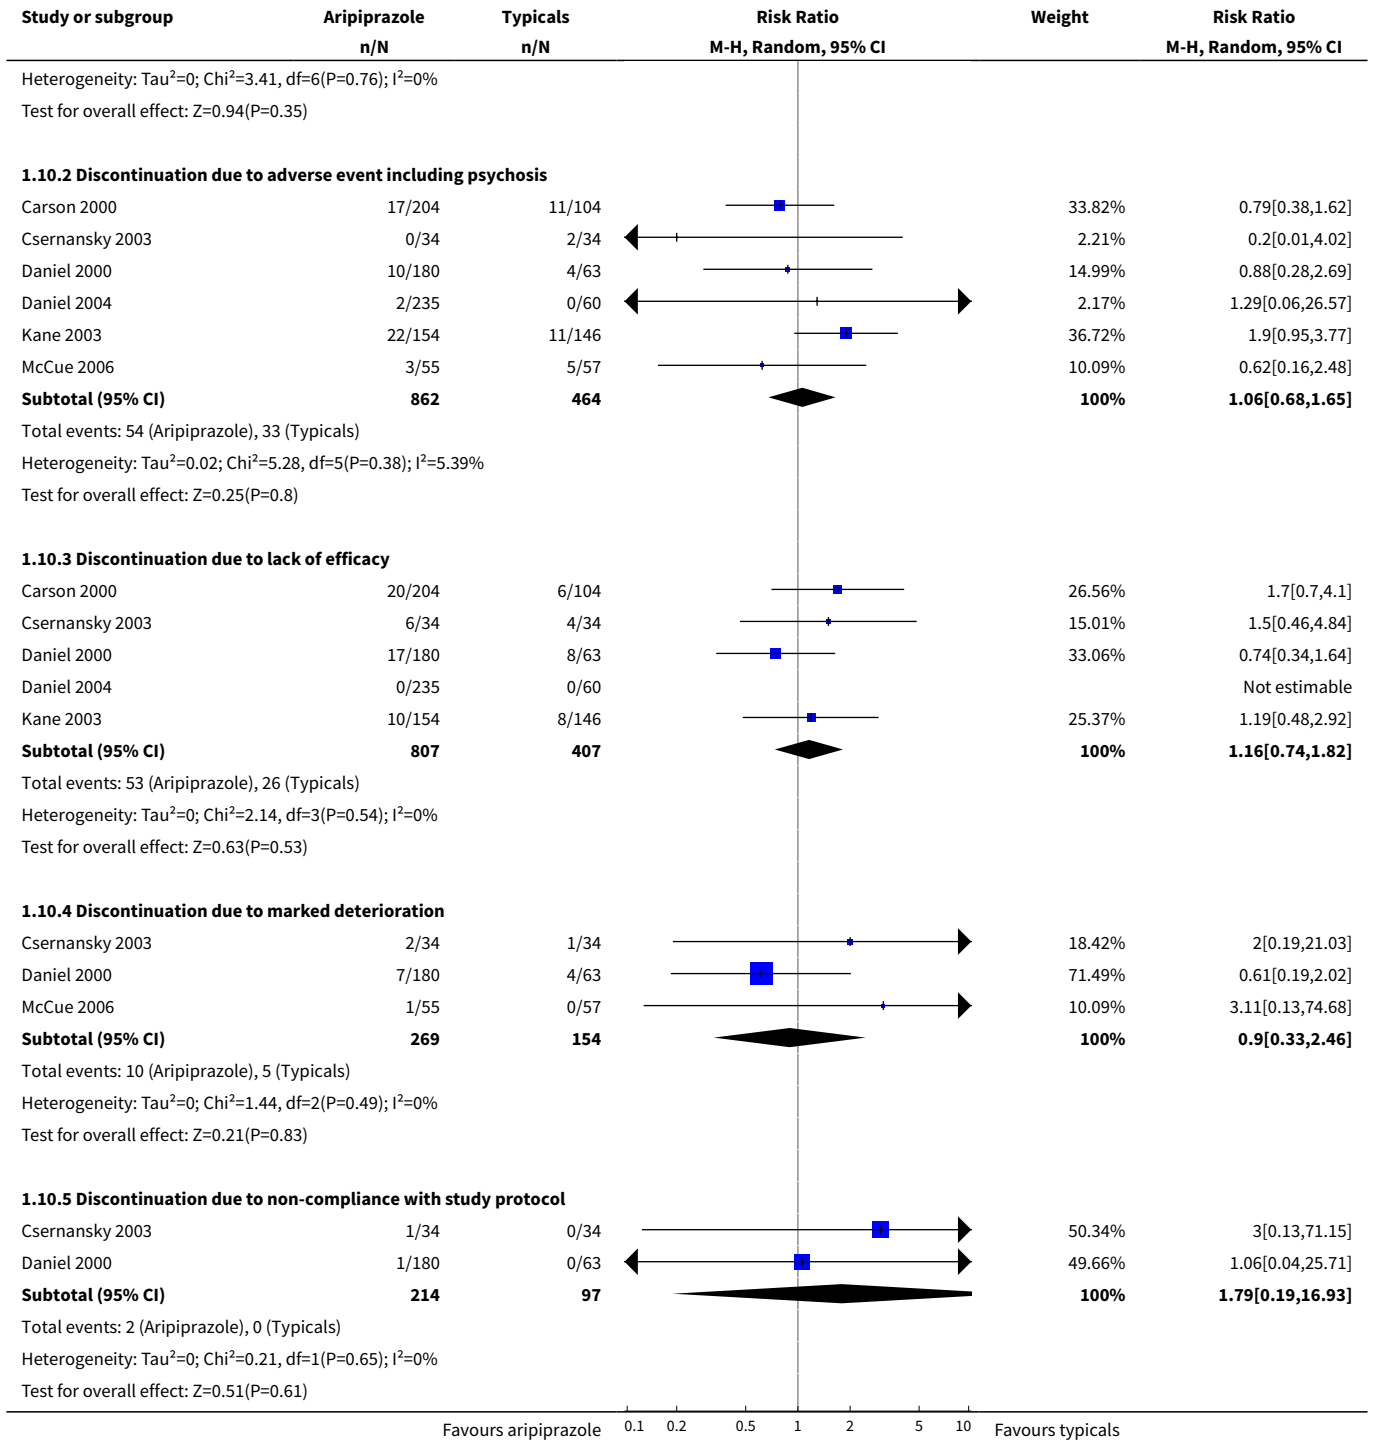 Study or subgroup Aripiprazole Typicals Risk Ratio Weight Risk Ratio
n/N n/N M-H, Random, 95% CI M-H, Random, 95% CI
Heterogeneity: Tau²=0; Chi²=3.41, df=6(P=0.76); I²=0%
Test for overall effect: Z=0.94(P=0.35)
1.10.2 Discontinuation due to adverse event including psychosis
Carson 2000 17/204 11/104 33.82% 0.79[0.38,1.62]
Csernansky 2003 0/34 2/34 2.21% 0.2[0.01,4.02]
Daniel 2000 10/180 4/63 14.99% 0.88[0.28,2.69]
Daniel 2004 2/235 0/60 2.17% 1.29[0.06,26.57]
Kane 2003 22/154 11/146 36.72% 1.9[0.95,3.77]
McCue 2006 3/55 5/57 10.09% 0.62[0.16,2.48]
Subtotal (95% CI) 862 464 100% 1.06[0.68,1.65]
Total events: 54 (Aripiprazole), 33 (Typicals)
Heterogeneity: Tau²=0.02; Chi²=5.28, df=5(P=0.38); I²=5.39%
Test for overall effect: Z=0.25(P=0.8)
1.10.3 Discontinuation due to lack of efficacy
Carson 2000 20/204 6/104 26.56% 1.7[0.7,4.1]
Csernansky 2003 6/34 4/34 15.01% 1.5[0.46,4.84]
Daniel 2000 17/180 8/63 33.06% 0.74[0.34,1.64]
Daniel 2004 0/235 0/60 Not estimable
Kane 2003 10/154 8/146 25.37% 1.19[0.48,2.92]
Subtotal (95% CI) 807 407 100% 1.16[0.74,1.82]
Total events: 53 (Aripiprazole), 26 (Typicals)
Heterogeneity: Tau²=0; Chi²=2.14, df=3(P=0.54); I²=0%
Test for overall effect: Z=0.63(P=0.53)
1.10.4 Discontinuation due to marked deterioration
Csernansky 2003 2/34 1/34 18.42% 2[0.19,21.03]
Daniel 2000 7/180 4/63 71.49% 0.61[0.19,2.02]
McCue 2006 1/55 0/57 10.09% 3.11[0.13,74.68]
Subtotal (95% CI) 269 154 100% 0.9[0.33,2.46]
Total events: 10 (Aripiprazole), 5 (Typicals)
Heterogeneity: Tau²=0; Chi²=1.44, df=2(P=0.49); I²=0%
Test for overall effect: Z=0.21(P=0.83)
1.10.5 Discontinuation due to non-compliance with study protocol
Csernansky 2003 1/34 0/34 50.34% 3[0.13,71.15]
Daniel 2000 1/180 0/63 49.66% 1.06[0.04,25.71]
Subtotal (95% CI) 214 97 100% 1.79[0.19,16.93]
Total events: 2 (Aripiprazole), 0 (Typicals)
Heterogeneity: Tau²=0; Chi²=0.21, df=1(P=0.65); I²=0%
Test for overall effect: Z=0.51(P=0.61)
Favours aripiprazole 0.1 0.2 0.5 1 2 5 10 Favours typicals